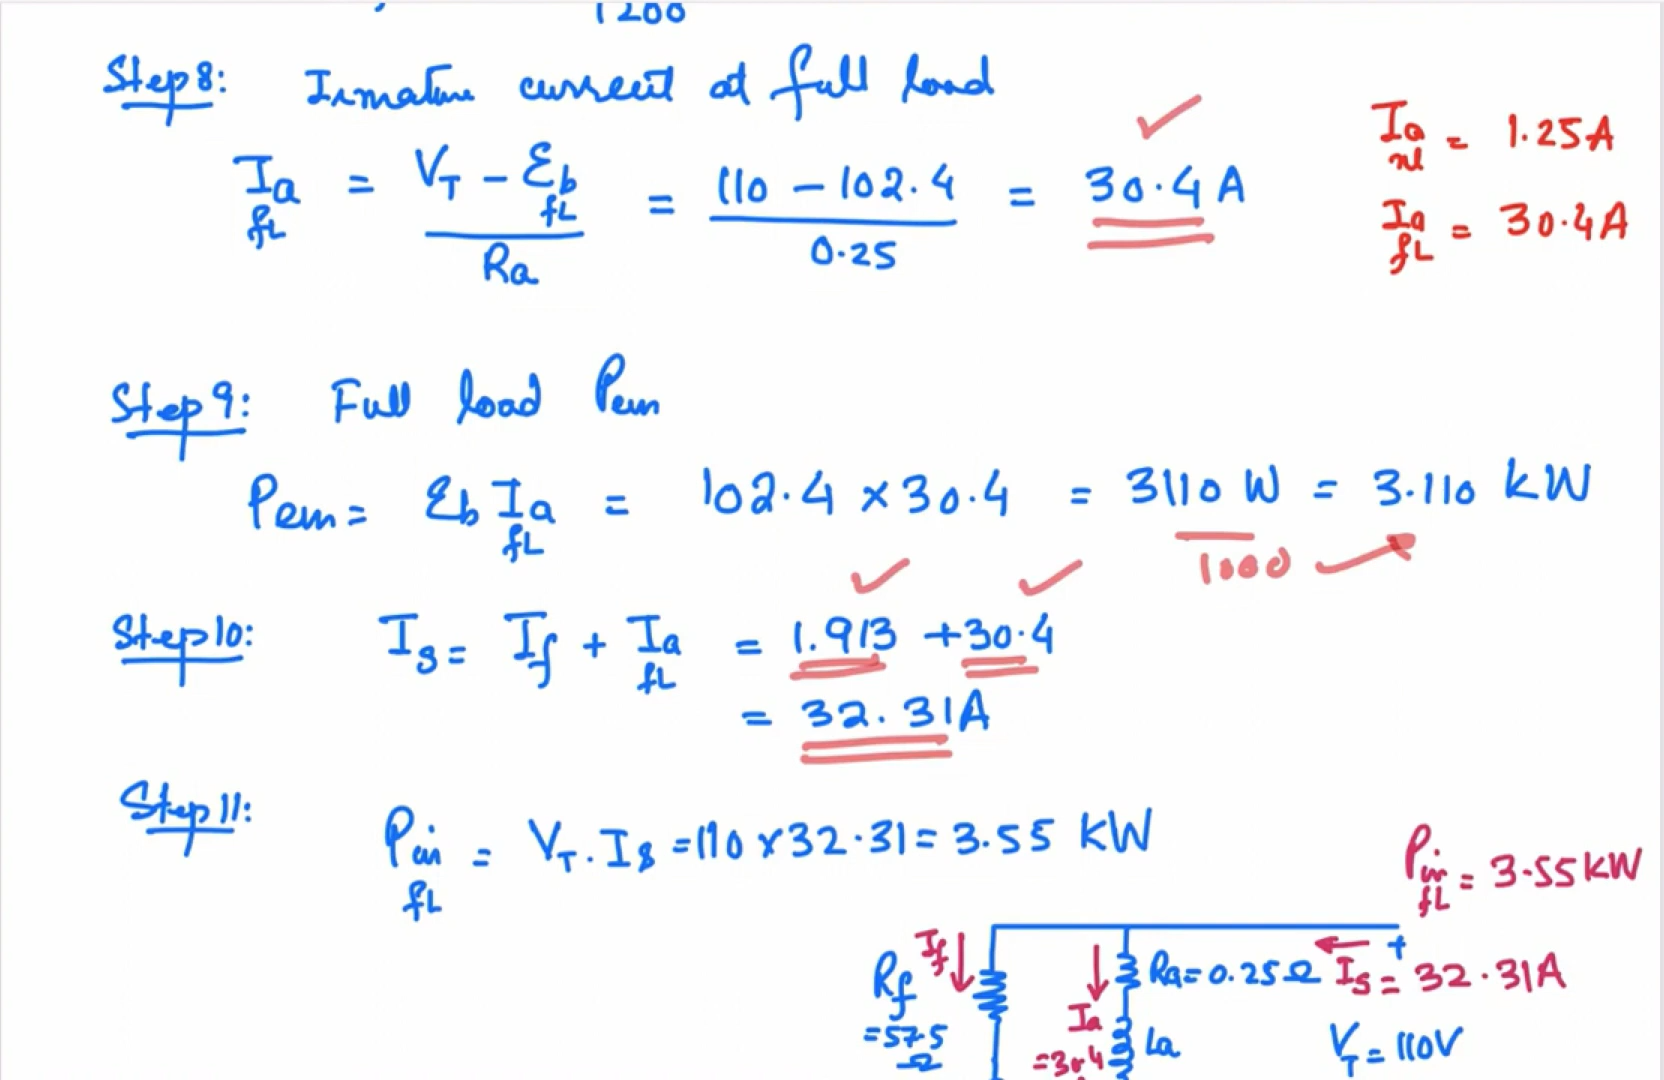 1200
Step 8: Irmature current at full load
Ia fL = (VT - Eb fL) / Ra = (110 - 102.4) / 0.25 = 30.4 A
Ia nl = 1.25A
Ia fL = 30.4A
Step 9: Full load Pem
Pem = Eb Ia fL = 102.4 × 30.4 = 3110 W = 3.110 kW
1000
Step 10: Is = If + Ia fL = 1.913 + 30.4
= 32.31A
Step 11:
Pin fL = VT . Is = 110 × 32.31 = 3.55 kW
Pin fL = 3.55 kW
If
Rf = 57.5 Ω
Ra = 0.25 Ω
Is = 32.31A
Ia = 30.4
La
VT = 110V
+